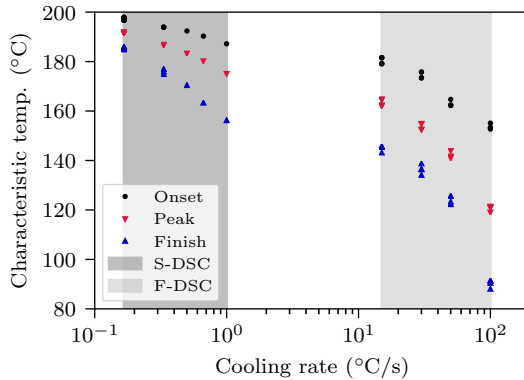 Characteristic temp. (°C)
200
180
160
140
120
100
80
Onset
Peak
Finish
S-DSC
F-DSC
10⁻¹ 10⁰ 10¹ 10²
Cooling rate (°C/s)